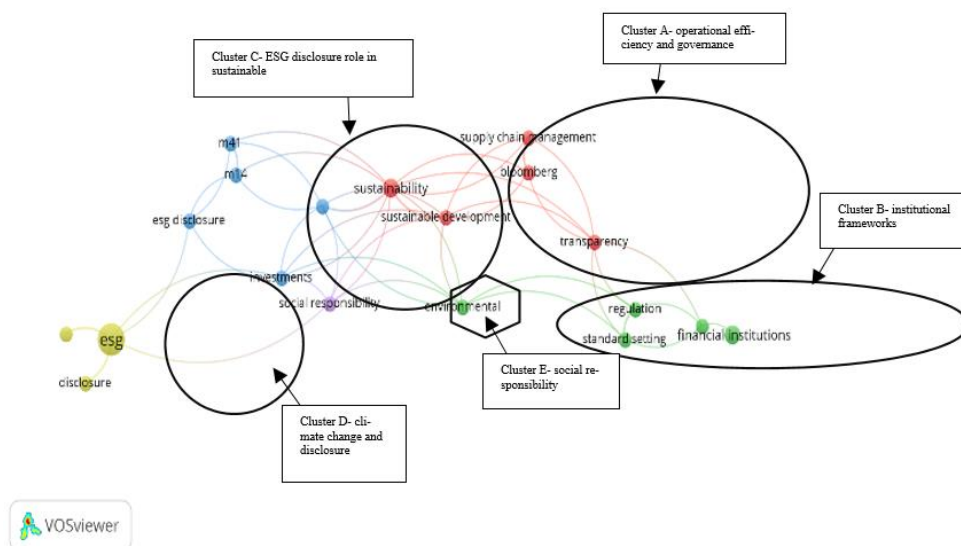 Cluster A- operational effi-
ciency and governance
Cluster C- ESG disclosure role in
sustainable
m41
supply chain management
m14
bloomberg
sustainability
Cluster B- institutional
frameworks
esg disclosure
sustainable development
transparency
investments
social responsibility
environmental
regulation
esg
standard setting
financial institutions
disclosure
Cluster E- social re-
sponsibility
Cluster D- cli-
mate change and
disclosure
VOSviewer